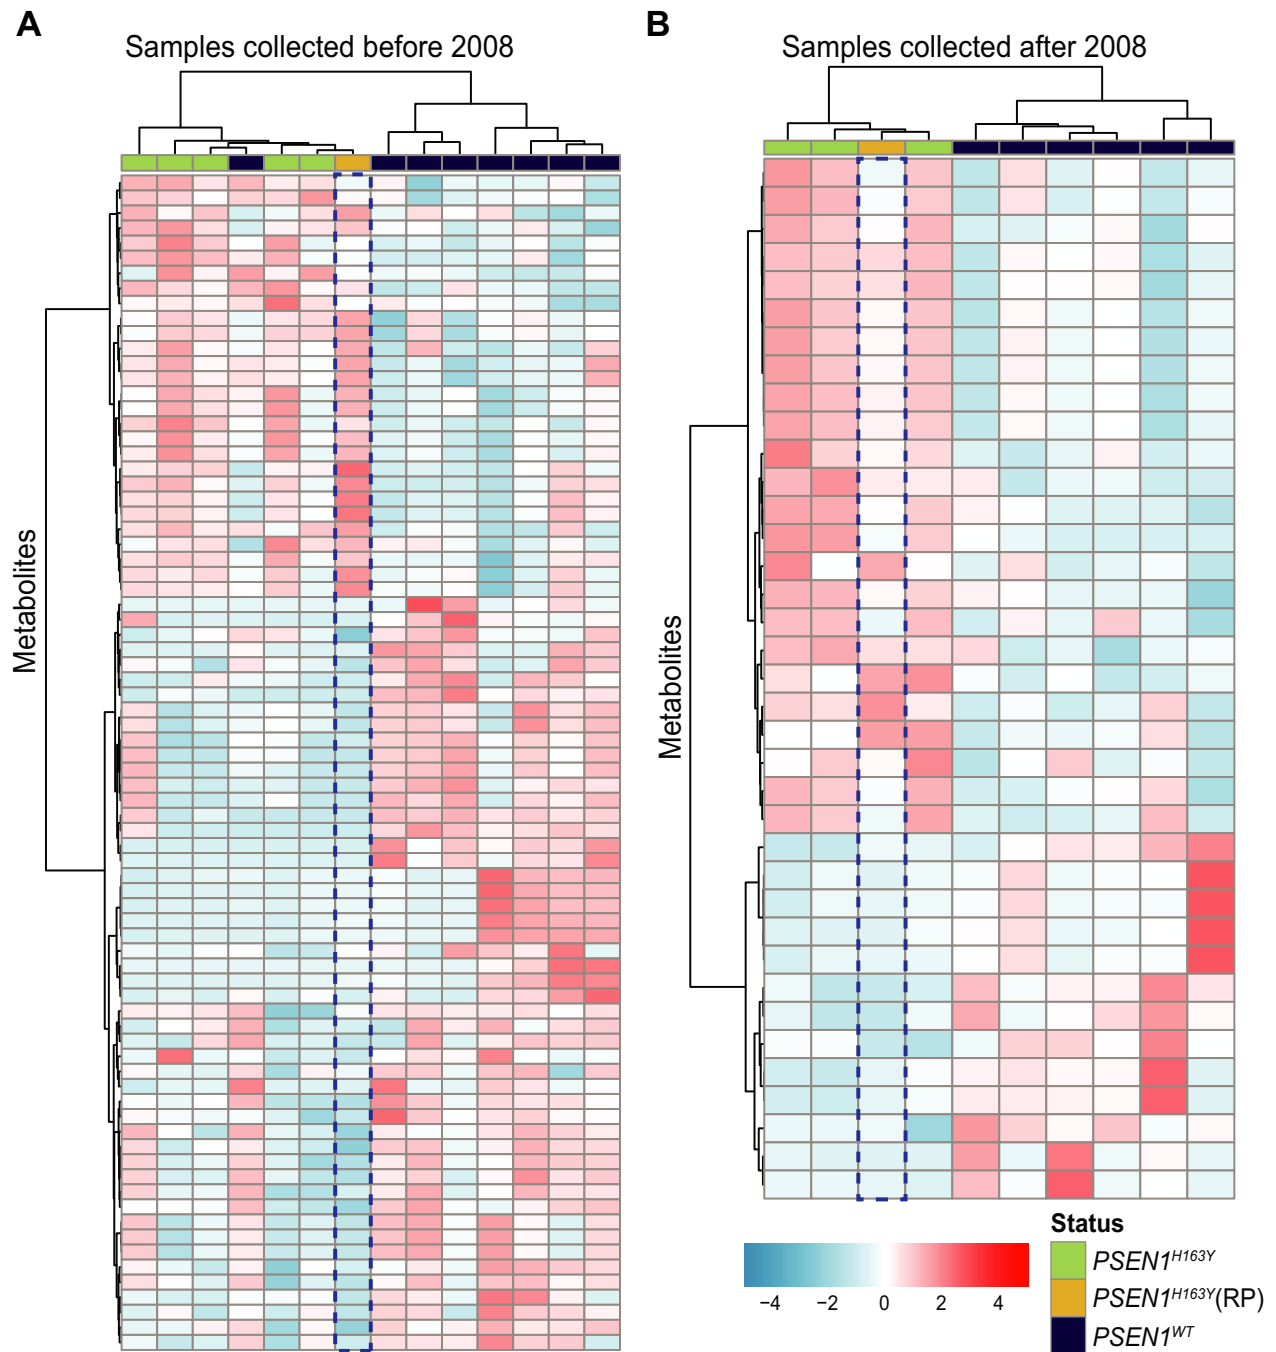 A
B
Samples collected before 2008
Samples collected after 2008
Metabolites
Metabolites
Status
PSEN1H163Y
PSEN1H163Y(RP)
PSEN1WT
−4 −2 0 2 4